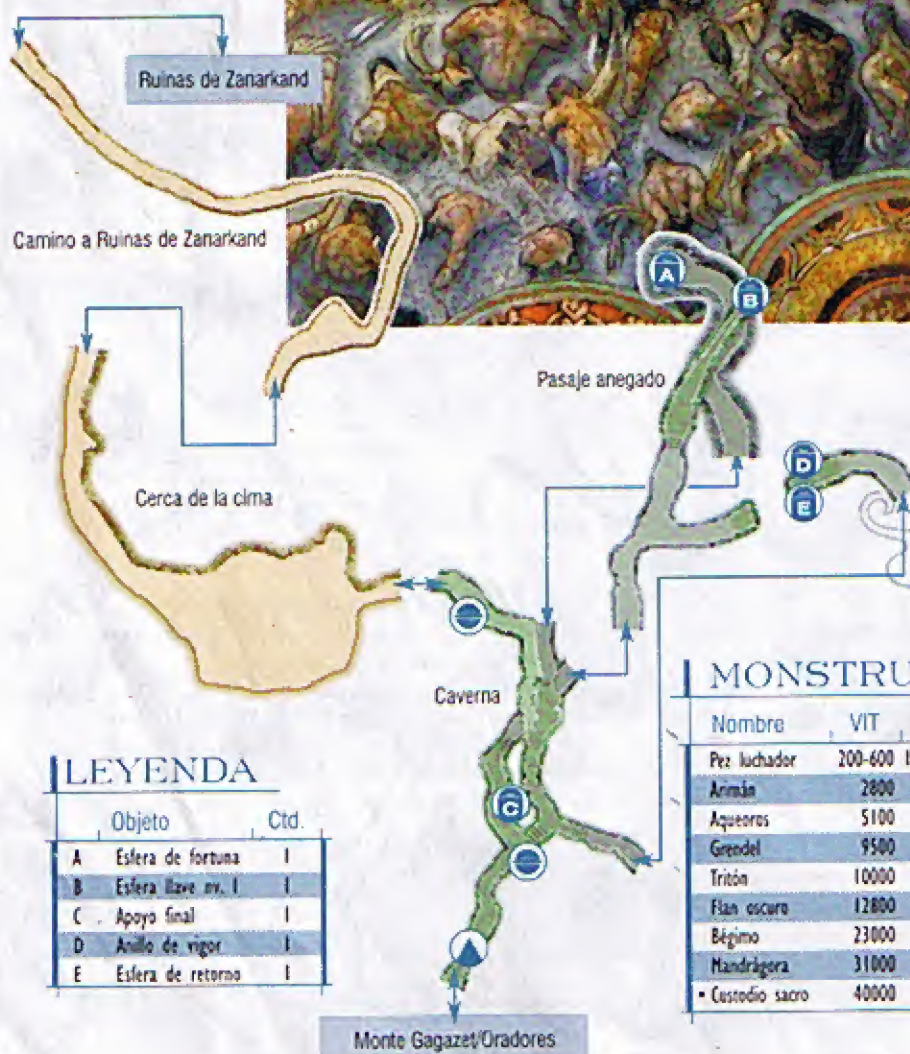 Ruinas de Zanarkand
Camino a Ruinas de Zanarkand
A
B
Pasaje anegado
D
E
Cerca de la cima
Caverna
C
LEYENDA
Objeto Ctd.
A Esfera de fortuna 1
B Esfera llave nv. 1 1
C Apoyo final 1
D Anillo de vigor 1
E Esfera de retorno 1
MONSTRU
Nombre VIT
Pez luchador 200-600
Arimán 2800
Aqueoros 5100
Grendel 9500
Tritón 10000
Flan oscuro 12800
Bégimo 23000
Mandrágora 31000
• Custodio sacro 40000
Monte Gagazet/Oradores